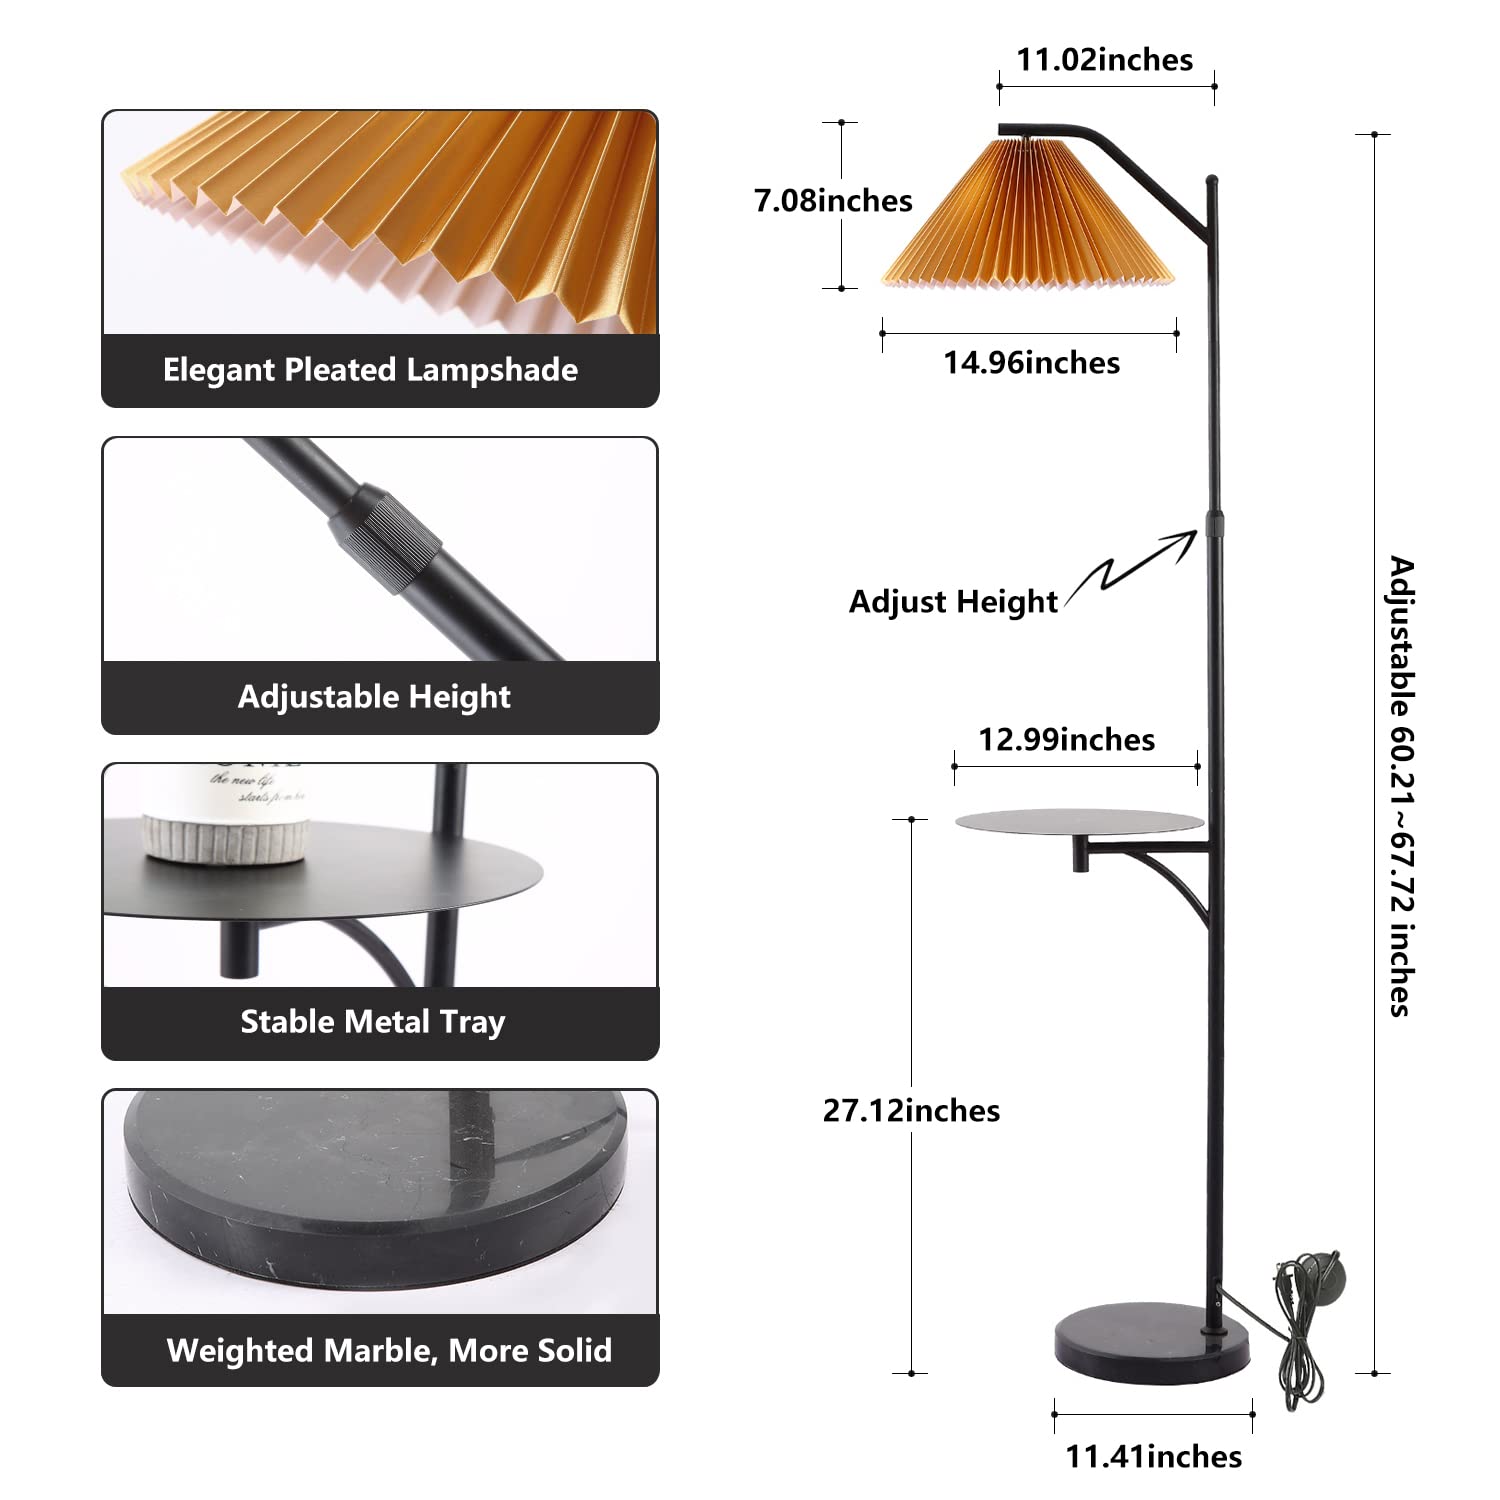 Elegant Pleated Lampshade
Adjustable Height
the new life
starts from
Stable Metal Tray
Weighted Marble, More Solid
11.02inches
7.08inches
14.96inches
Adjust Height
12.99inches
27.12inches
11.41inches
Adjustable 60.21~67.72 inches